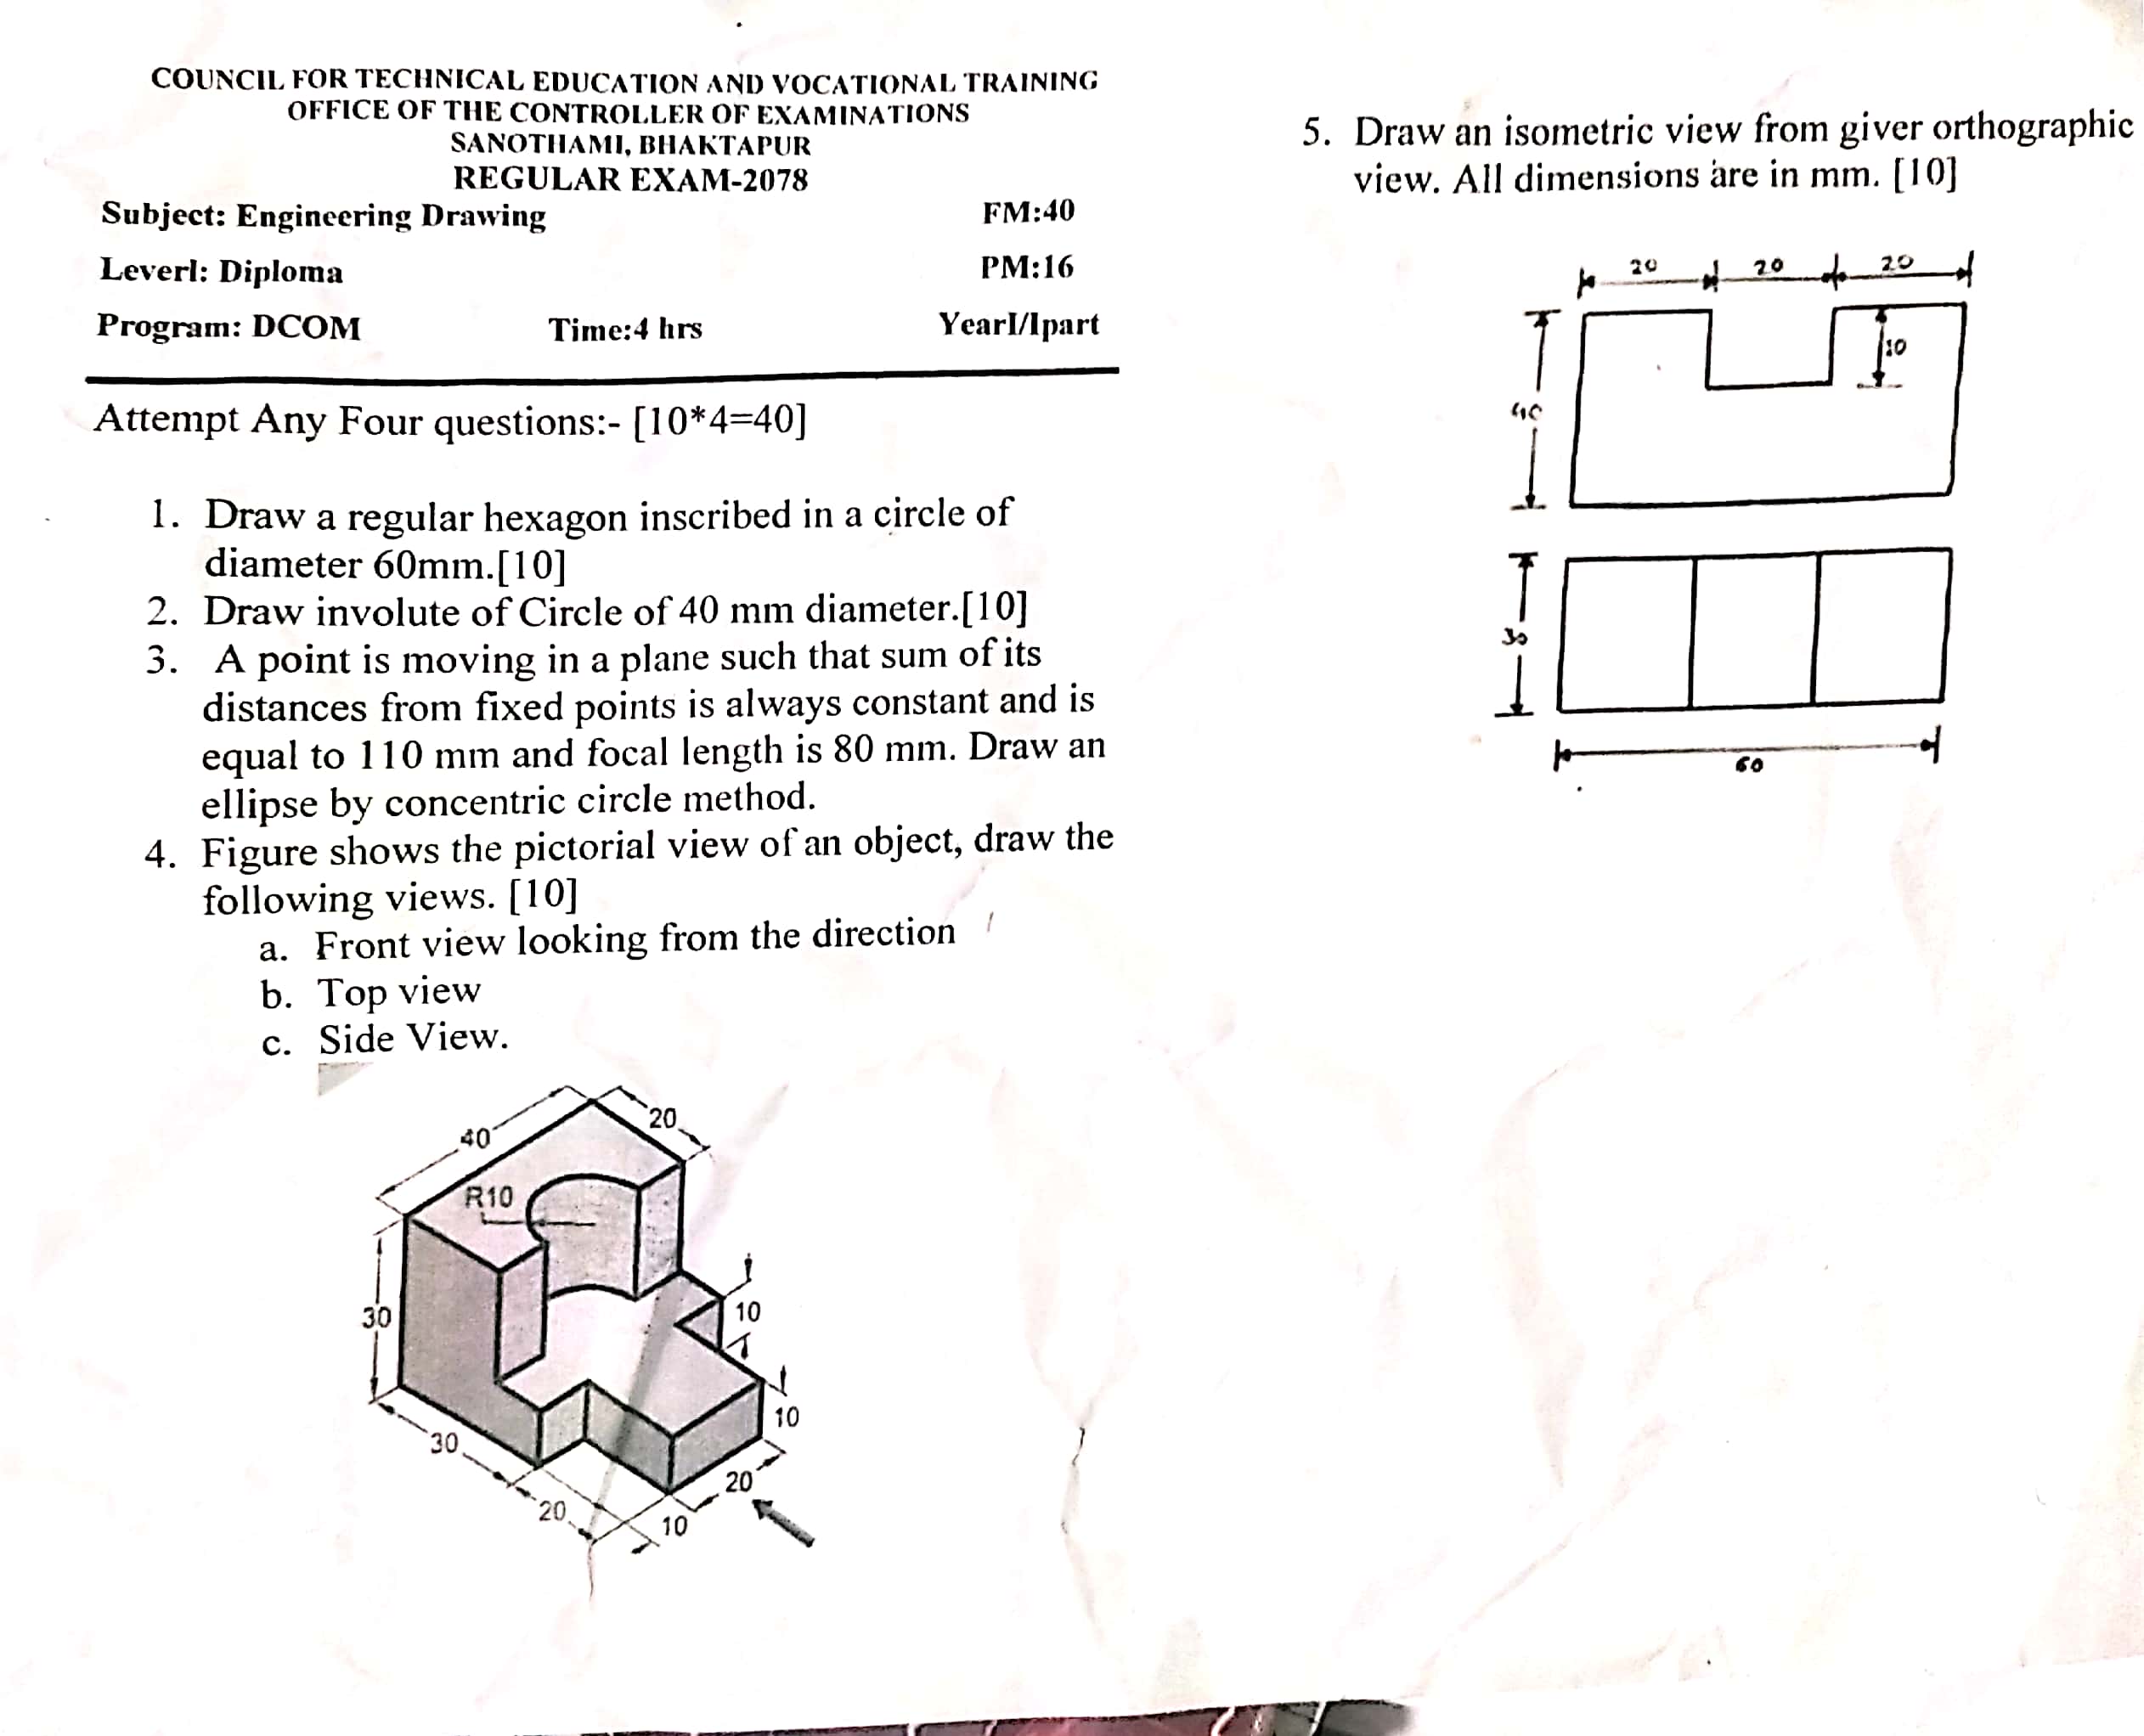 COUNCIL FOR TECHNICAL EDUCATION AND VOCATIONAL TRAINING
OFFICE OF THE CONTROLLER OF EXAMINATIONS
SANOTHAMI, BHAKTAPUR
REGULAR EXAM-2078
Subject: Engineering Drawing FM:40
Leverl: Diploma PM:16
Program: DCOM Time:4 hrs YearI/Ipart
Attempt Any Four questions:- [10*4=40]
1. Draw a regular hexagon inscribed in a circle of
diameter 60mm.[10]
2. Draw involute of Circle of 40 mm diameter.[10]
3. A point is moving in a plane such that sum of its
distances from fixed points is always constant and is
equal to 110 mm and focal length is 80 mm. Draw an
ellipse by concentric circle method.
4. Figure shows the pictorial view of an object, draw the
following views. [10]
a. Front view looking from the direction
b. Top view
c. Side View.
40
20
R10
30
10
10
30
20
20
10
5. Draw an isometric view from giver orthographic
view. All dimensions are in mm. [10]
20 20 20
10
40
30
60